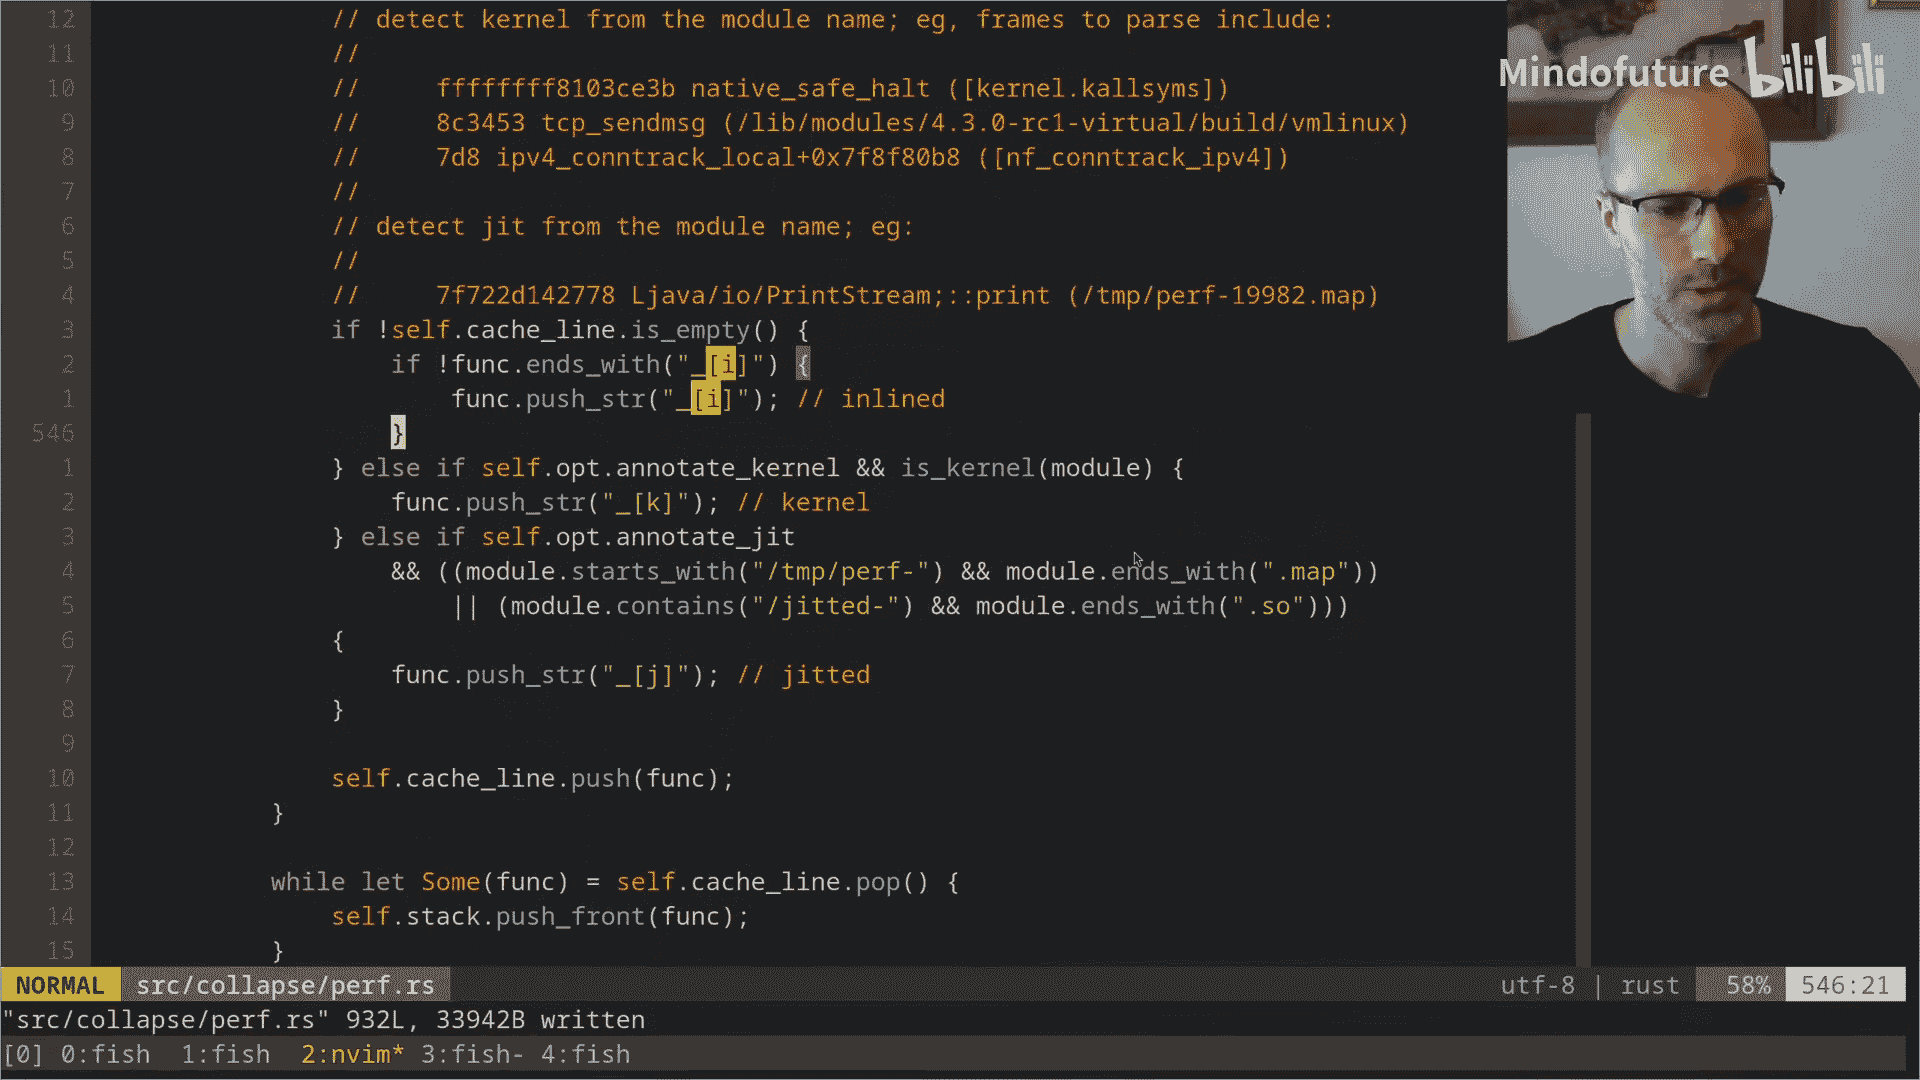 12 // detect kernel from the module name; eg, frames to parse include:
11 //
10 // ffffffff8103ce3b native_safe_halt ([kernel.kallsyms])
9 // 8c3453 tcp_sendmsg (/lib/modules/4.3.0-rc1-virtual/build/vmlinux)
8 // 7d8 ipv4_conntrack_local+0x7f8f80b8 ([nf_conntrack_ipv4])
7 //
6 // detect jit from the module name; eg:
5 //
4 // 7f722d142778 Ljava/io/PrintStream;::print (/tmp/perf-19982.map)
3 if !self.cache_line.is_empty() {
2 if !func.ends_with("_[i]") {
1 func.push_str("_[i]"); // inlined
546 }
1 } else if self.opt.annotate_kernel && is_kernel(module) {
2 func.push_str("_[k]"); // kernel
3 } else if self.opt.annotate_jit
4 && ((module.starts_with("/tmp/perf-") && module.ends_with(".map"))
5 || (module.contains("/jitted-") && module.ends_with(".so")))
6 {
7 func.push_str("_[j]"); // jitted
8 }
9
10 self.cache_line.push(func);
11 }
12
13 while let Some(func) = self.cache_line.pop() {
14 self.stack.push_front(func);
15 }
NORMAL src/collapse/perf.rs utf-8 | rust 58% 546:21
"src/collapse/perf.rs" 932L, 33942B written
[0] 0:fish 1:fish 2:nvim* 3:fish- 4:fish
Mindofuture bilibili